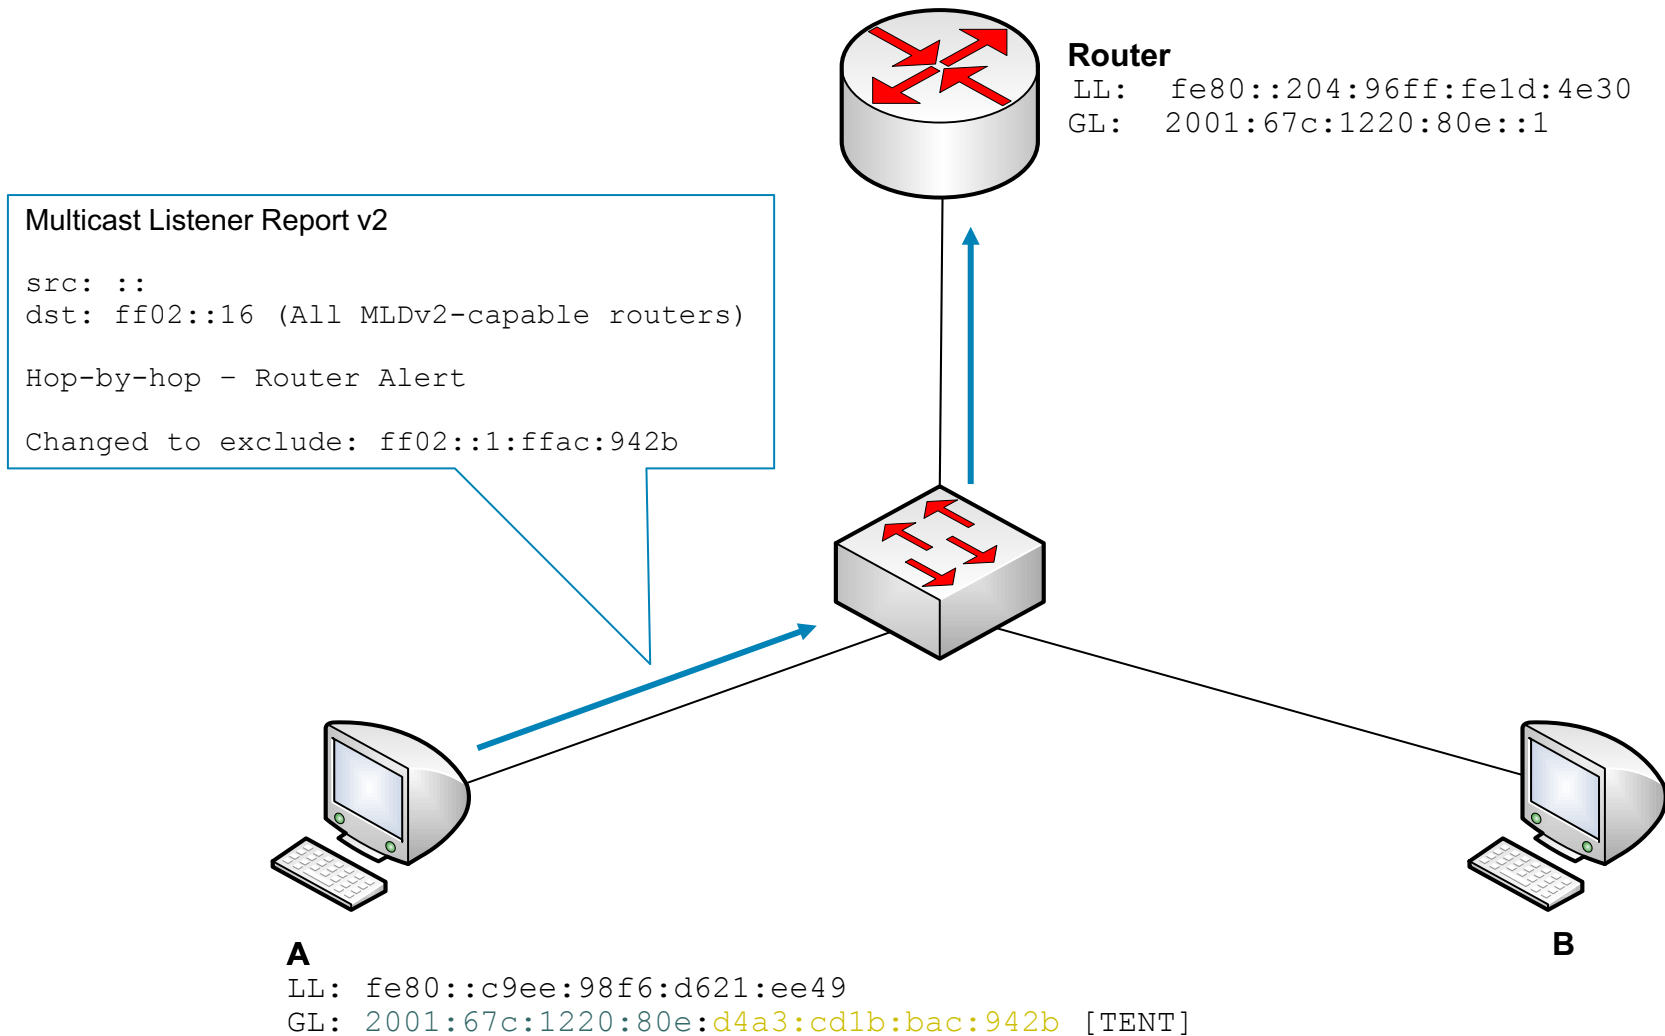 Router
LL: fe80::204:96ff:fe1d:4e30
GL: 2001:67c:1220:80e::1
Multicast Listener Report v2
src: ::
dst: ff02::16 (All MLDv2-capable routers)
Hop-by-hop – Router Alert
Changed to exclude: ff02::1:ffac:942b
A
LL: fe80::c9ee:98f6:d621:ee49
GL: 2001:67c:1220:80e:d4a3:cd1b:bac:942b [TENT]
B